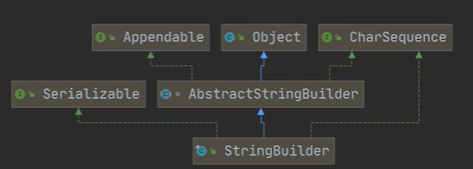 Appendable Object CharSequence
Serializable AbstractStringBuilder
StringBuilder